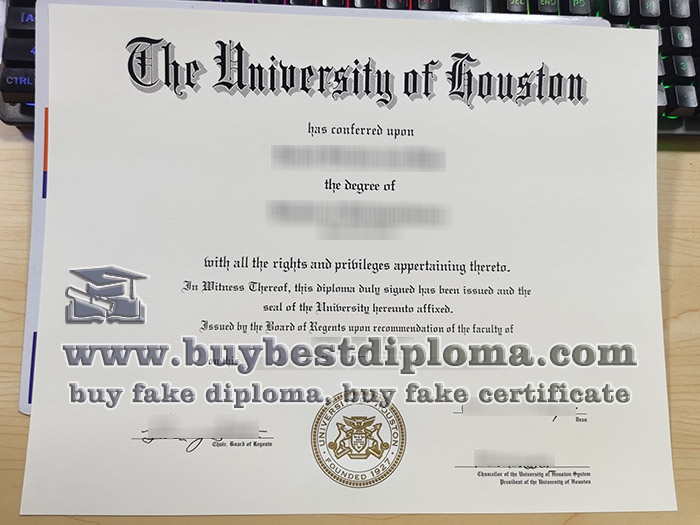 The University of Houston
has conferred upon
the degree of
with all the rights and privileges appertaining thereto.
In Witness Thereof, this diploma duly signed has been issued and the
seal of the University hereunto affixed.
Issued by the Board of Regents upon recommendation of the faculty of
on this
www.buybestdiploma.com
buy fake diploma, buy fake certificate
UNIVERSITY OF HOUSTON
FOUNDED 1927
Chair, Board of Regents
Dean
Chancellor of the University of Houston System
President of the University of Houston
CTRL
END